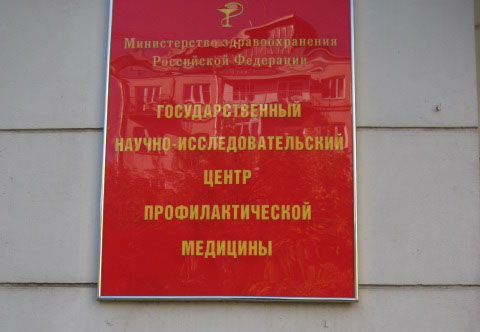 Министерство здравоохранения
Российской Федерации
ГОСУДАРСТВЕННЫЙ
НАУЧНО-ИССЛЕДОВАТЕЛЬСКИЙ
ЦЕНТР
ПРОФИЛАКТИЧЕСКОЙ
МЕДИЦИНЫ